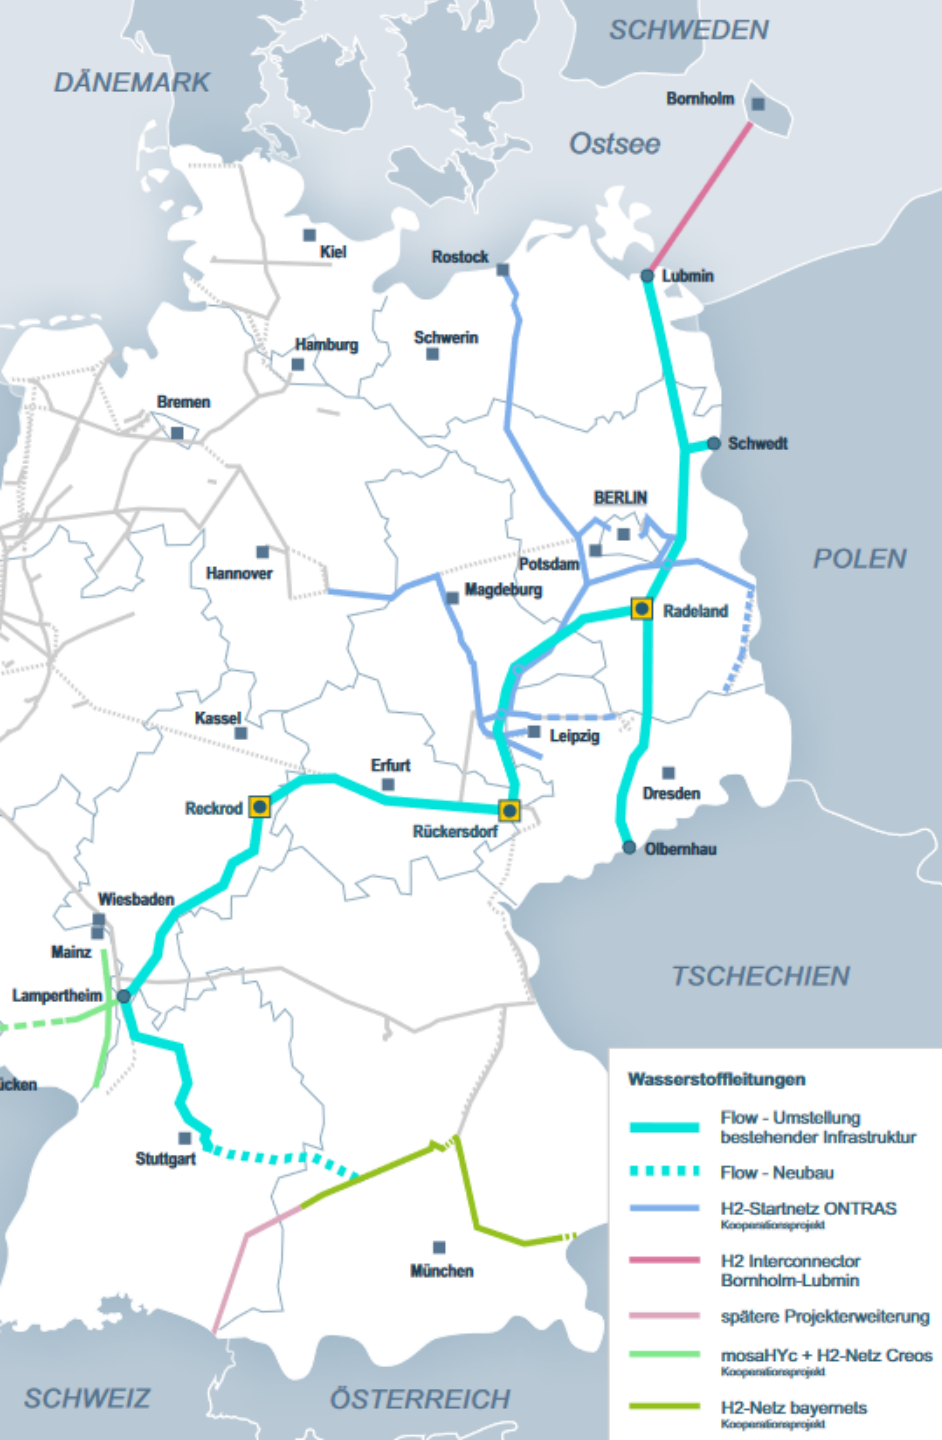 SCHWEDEN
DÄNEMARK
Bornholm
Ostsee
Kiel
Rostock
Lubmin
Schwerin
Hamburg
Bremen
Schwedt
BERLIN
POLEN
Potsdam
Hannover
Magdeburg
Radeland
Kassel
Leipzig
Erfurt
Dresden
Reckrod
Rückersdorf
Olbernhau
Wiesbaden
Mainz
TSCHECHIEN
Lampertheim
ücken
Stuttgart
München
SCHWEIZ
ÖSTERREICH
Wasserstoffleitungen
Flow - Umstellung
bestehender Infrastruktur
Flow - Neubau
H2-Startnetz ONTRAS
Kooperationsprojekt
H2 Interconnector
Bornholm-Lubmin
spätere Projekterweiterung
mosaHYc + H2-Netz Creos
Kooperationsprojekt
H2-Netz bayernets
Kooperationsprojekt